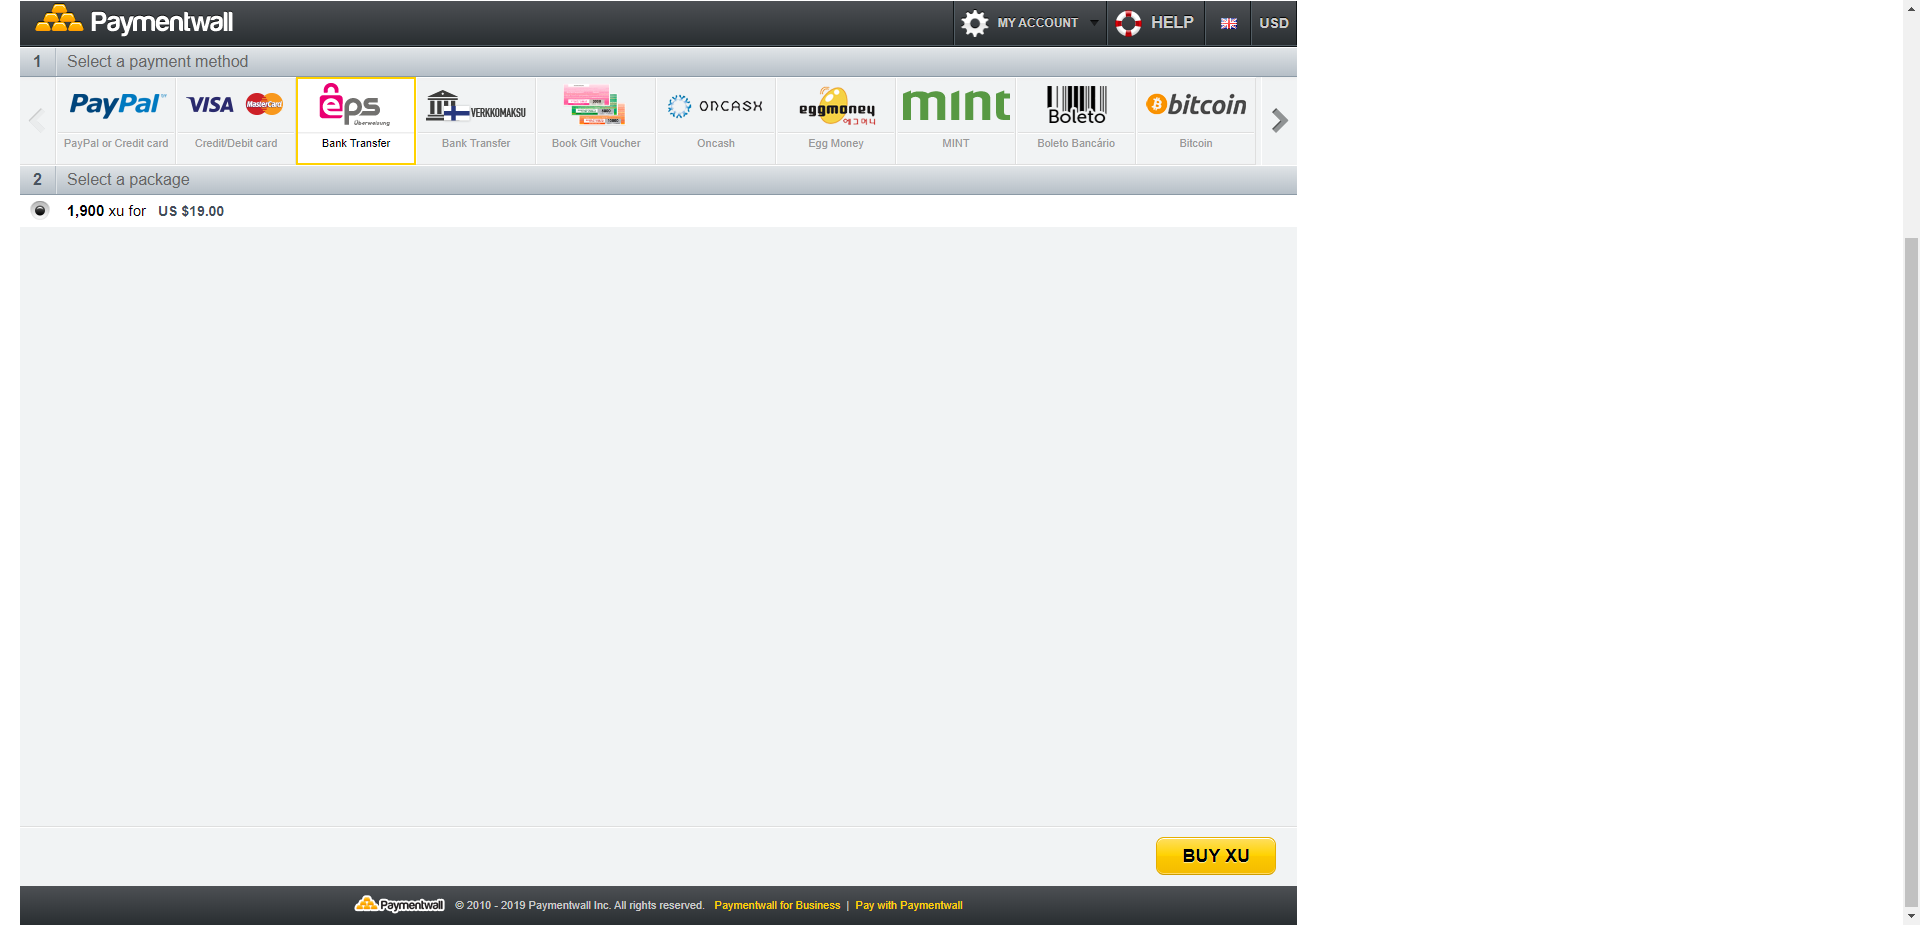 Paymentwall
MY ACCOUNT
HELP
USD
1 Select a payment method
PayPal
VISA MasterCard
eps
Überweisung
VERKKOMAKSU
oncash
eggmoney
에그머니
mint
Boleto
bitcoin
PayPal or Credit card
Credit/Debit card
Bank Transfer
Bank Transfer
Book Gift Voucher
Oncash
Egg Money
MINT
Boleto Bancário
Bitcoin
2 Select a package
1,900 xu for US $19.00
BUY XU
Paymentwall © 2010 - 2019 Paymentwall Inc. All rights reserved. Paymentwall for Business | Pay with Paymentwall